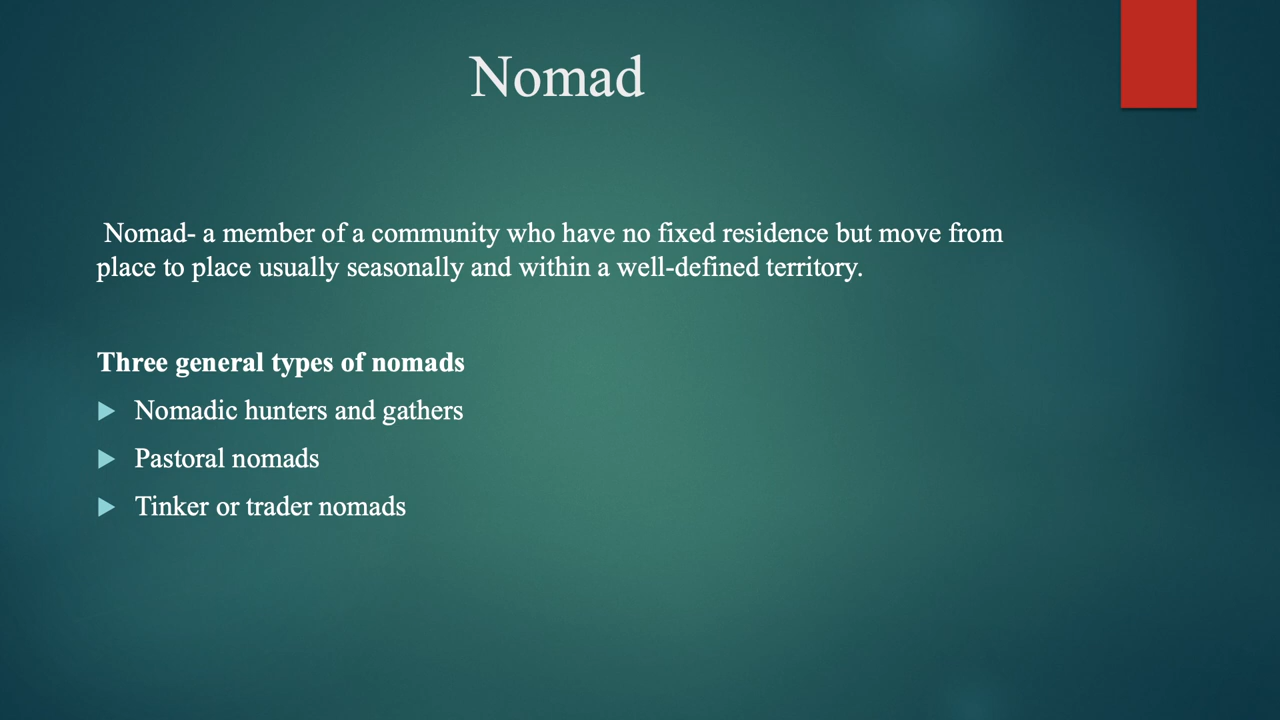 Nomad
Nomad- a member of a community who have no fixed residence but move from
place to place usually seasonally and within a well-defined territory.
Three general types of nomads
Nomadic hunters and gathers
Pastoral nomads
Tinker or trader nomads